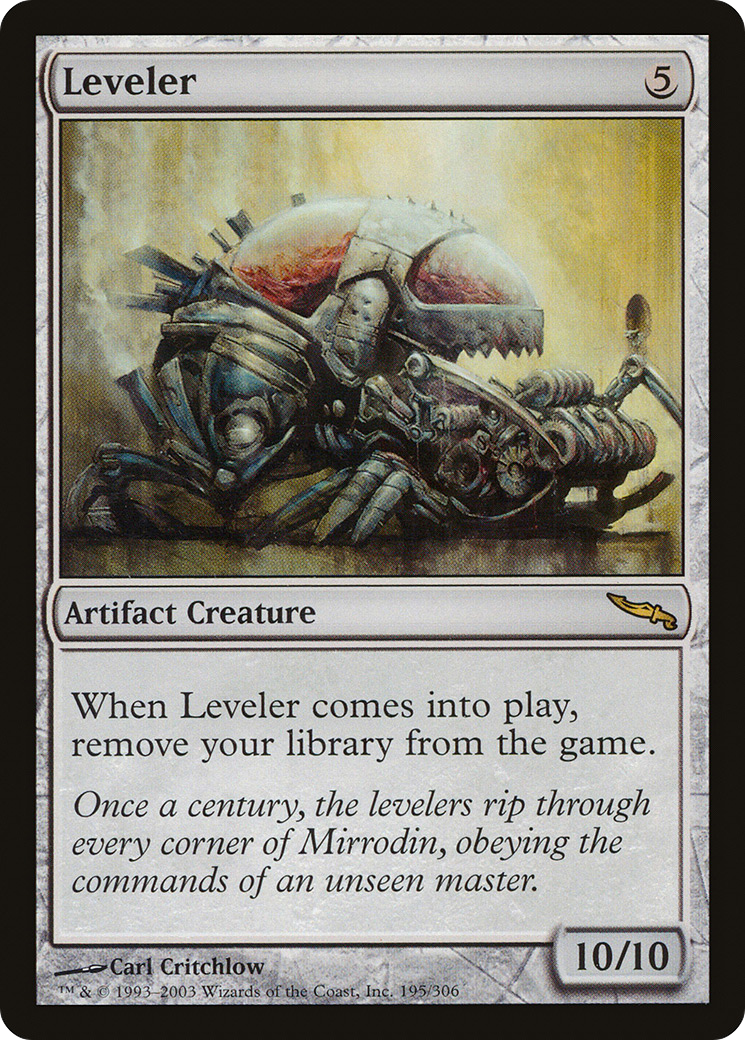 Leveler 5
Artifact Creature
When Leveler comes into play,
remove your library from the game.
Once a century, the levelers rip through
every corner of Mirrodin, obeying the
commands of an unseen master.
10/10
Carl Critchlow
™ & © 1993–2003 Wizards of the Coast, Inc. 195/306